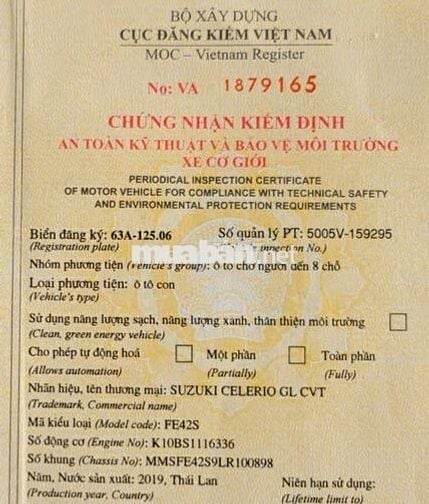 BỘ XÂY DỰNG
CỤC ĐĂNG KIỂM VIỆT NAM
MOC – Vietnam Register
No: VA 1879165
CHỨNG NHẬN KIỂM ĐỊNH
AN TOÀN KỸ THUẬT VÀ BẢO VỆ MÔI TRƯỜNG
XE CƠ GIỚI
PERIODICAL INSPECTION CERTIFICATE
OF MOTOR VEHICLE FOR COMPLIANCE WITH TECHNICAL SAFETY
AND ENVIRONMENTAL PROTECTION REQUIREMENTS
Biển đăng ký: 63A-125.06 Số quản lý PT: 5005V-159295
(Registration plate) (Vehicle's inspection No.)
muaban.net
Nhóm phương tiện (Vehicle's group): ô tô chở người đến 8 chỗ
Loại phương tiện: ô tô con
(Vehicle's type)
Sử dụng năng lượng sạch, năng lượng xanh, thân thiện môi trường
(Clean, green energy vehicle)
Cho phép tự động hoá Một phần Toàn phần
(Allows automation) (Partially) (Fully)
Nhãn hiệu, tên thương mại: SUZUKI CELERIO GL CVT
(Trademark, Commercial name)
Mã kiểu loại (Model code): FE42S
Số động cơ (Engine No): K10BS1116336
Số khung (Chassis No): MMSFE42S9LR100898
Năm, Nước sản xuất: 2019, Thái Lan Niên hạn sử dụng:
(Production year, Country) (Lifetime limit to)